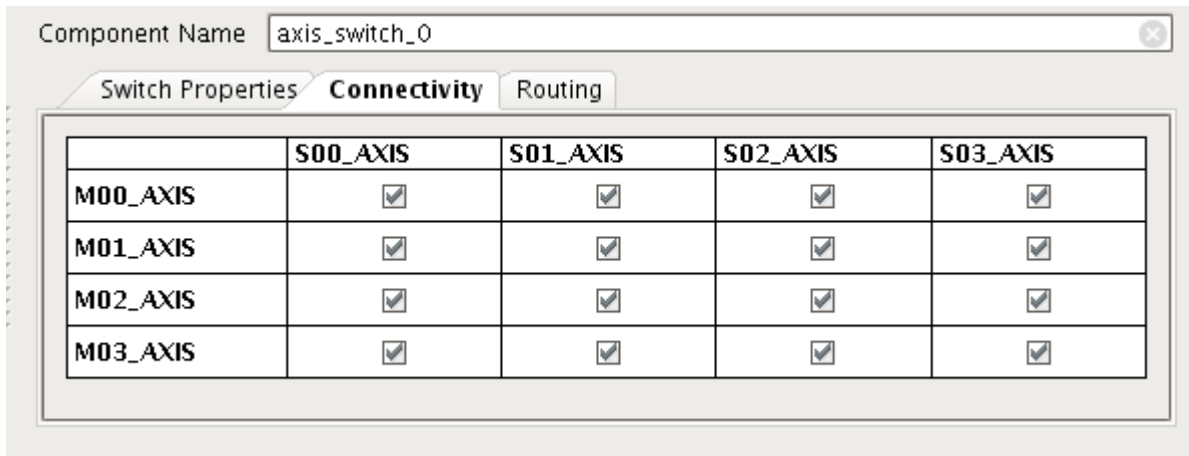 Component Name axis_switch_0
Switch Properties Connectivity Routing
S00_AXIS S01_AXIS S02_AXIS S03_AXIS
M00_AXIS
M01_AXIS
M02_AXIS
M03_AXIS